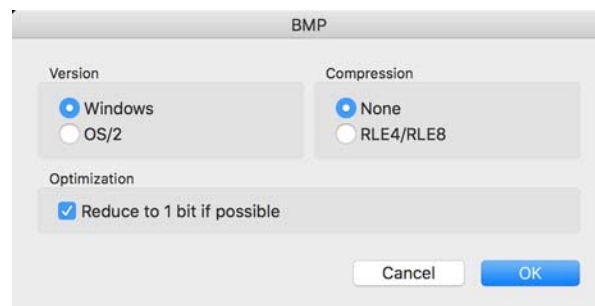 BMP
Version
Windows
OS/2
Compression
None
RLE4/RLE8
Optimization
Reduce to 1 bit if possible
Cancel
OK